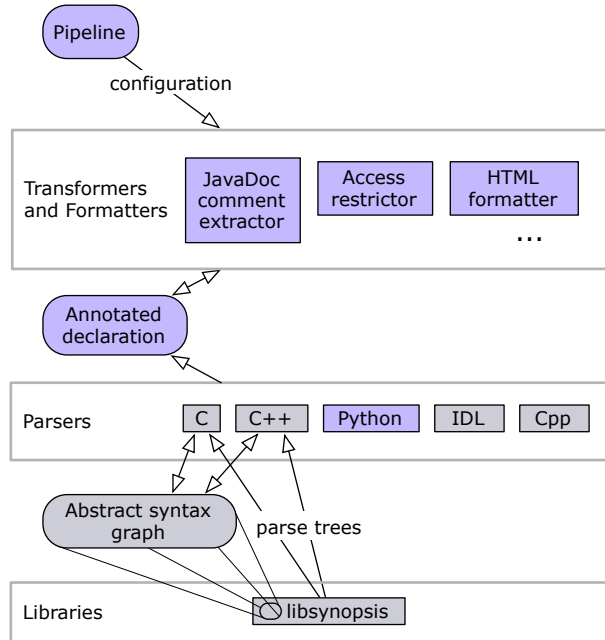 Pipeline
configuration
Transformers
and Formatters
JavaDoc
comment
extractor
Access
restrictor
HTML
formatter
...
Annotated
declaration
Parsers
C
C++
Python
IDL
Cpp
Abstract syntax
graph
parse trees
Libraries
libsynopsis